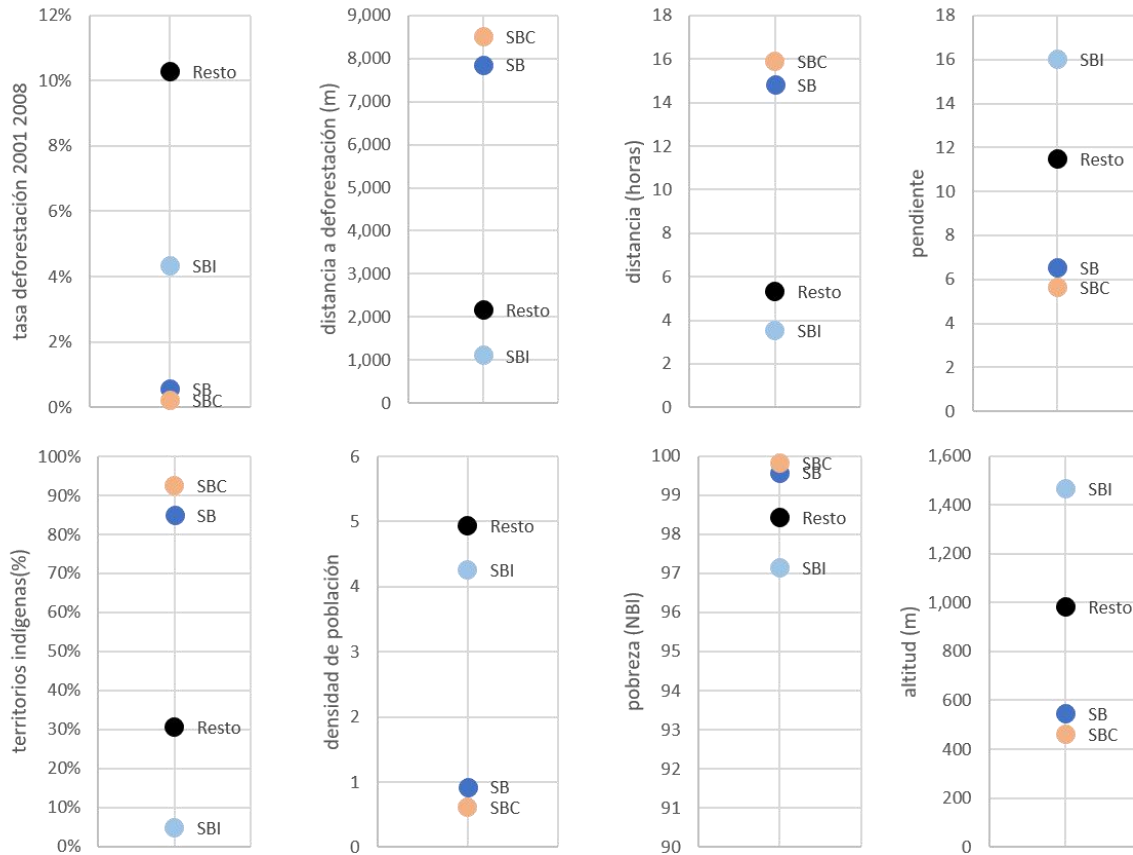 tasa deforestación 2001 2008
12%
10%
8%
6%
4%
2%
0%
Resto
SBI
SB
SBC
distancia a deforestación (m)
9,000
8,000
7,000
6,000
5,000
4,000
3,000
2,000
1,000
0
SBC
SB
Resto
SBI
distancia (horas)
18
16
14
12
10
8
6
4
2
0
SBC
SB
Resto
SBI
pendiente
18
16
14
12
10
8
6
4
2
0
SBI
Resto
SB
SBC
territorios indígenas(%)
100%
90%
80%
70%
60%
50%
40%
30%
20%
10%
0%
SBC
SB
Resto
SBI
densidad de población
6
5
4
3
2
1
0
Resto
SBI
SB
SBC
pobreza (NBI)
100
99
98
97
96
95
94
93
92
91
90
SBC
SB
Resto
SBI
altitud (m)
1,600
1,400
1,200
1,000
800
600
400
200
0
SBI
Resto
SB
SBC